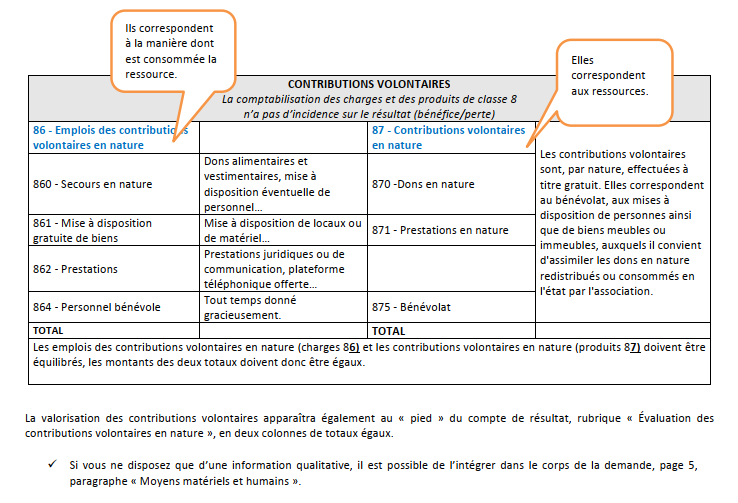 Ils correspondent
à la manière dont
est consommée la
ressource.
Elles
correspondent
aux ressources.
CONTRIBUTIONS VOLONTAIRES
La comptabilisation des charges et des produits de classe 8
n'a pas d'incidence sur le résultat (bénéfice/perte)
86 - Emplois des contributions
volontaires en nature
87 - Contributions volontaires
en nature
860 - Secours en nature
Dons alimentaires et
vestimentaires, mise à
disposition éventuelle de
personnel...
870 -Dons en nature
861 - Mise à disposition
gratuite de biens
Mise à disposition de locaux ou
de matériel...
871 - Prestations en nature
862 - Prestations
Prestations juridiques ou de
communication, plateforme
téléphonique offerte...
864 - Personnel bénévole
Tout temps donné
gracieusement.
875 - Bénévolat
Les contributions volontaires
sont, par nature, effectuées à
titre gratuit. Elles correspondent
au bénévolat, aux mises à
disposition de personnes ainsi
que de biens meubles ou
immeubles, auxquels il convient
d'assimiler les dons en nature
redistribués ou consommés en
l'état par l'association.
TOTAL
TOTAL
Les emplois des contributions volontaires en nature (charges 86) et les contributions volontaires en nature (produits 87) doivent être
équilibrés, les montants des deux totaux doivent donc être égaux.
La valorisation des contributions volontaires apparaîtra également au « pied » du compte de résultat, rubrique « Évaluation des
contributions volontaires en nature », en deux colonnes de totaux égaux.
✓ Si vous ne disposez que d'une information qualitative, il est possible de l'intégrer dans le corps de la demande, page 5,
paragraphe « Moyens matériels et humains ».